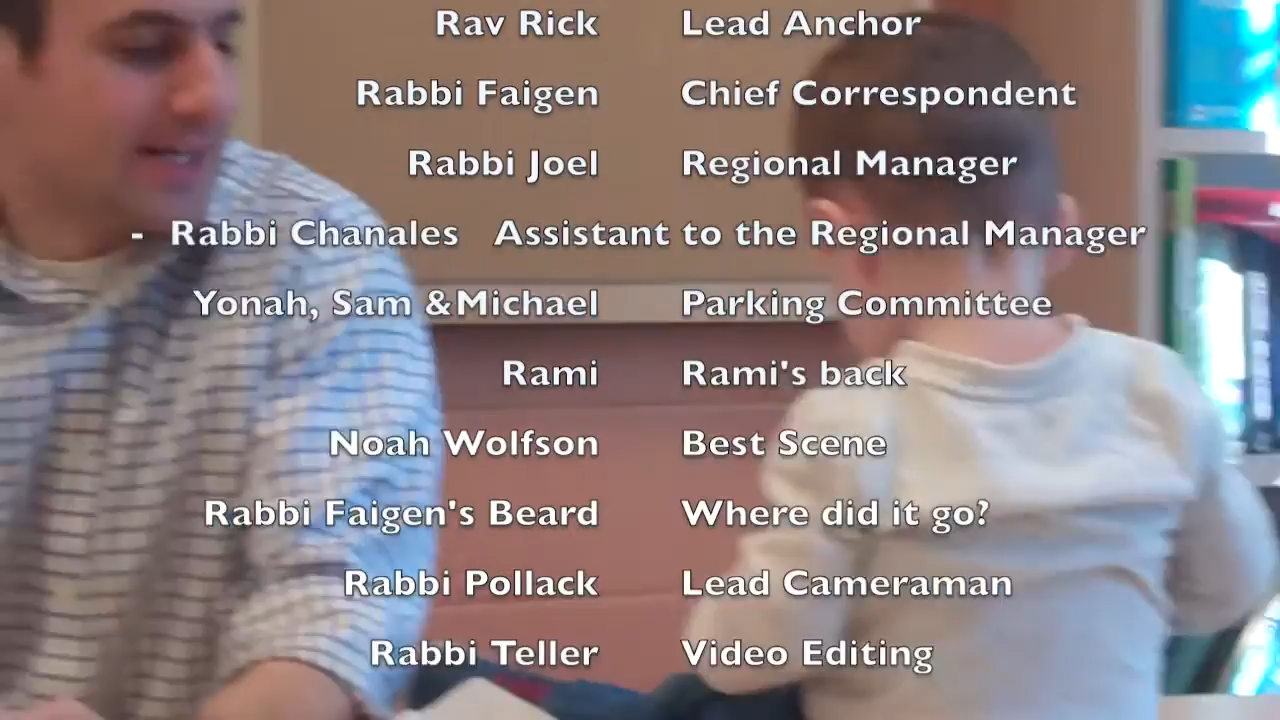 Rav Rick Lead Anchor
Rabbi Faigen Chief Correspondent
Rabbi Joel Regional Manager
- Rabbi Chanales Assistant to the Regional Manager
Yonah, Sam &Michael Parking Committee
Rami Rami's back
Noah Wolfson Best Scene
Rabbi Faigen's Beard Where did it go?
Rabbi Pollack Lead Cameraman
Rabbi Teller Video Editing